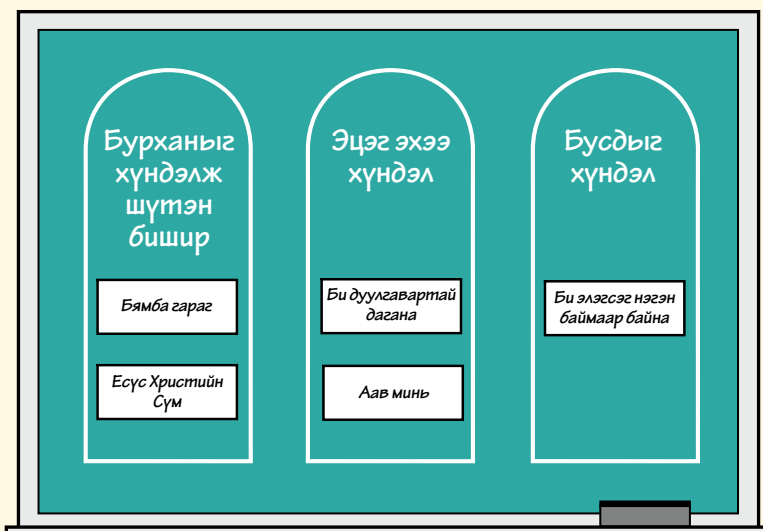 Бурханыг
хүндэлж
шүтэн
бишир
Бямба гараг
Есүс Христийн
Сүм
Эцэг эхээ
хүндэл
Би дуулгавартай
дагана
Аав минь
Бусдыг
хүндэл
Би элэгсэг нэгэн
баймаар байна